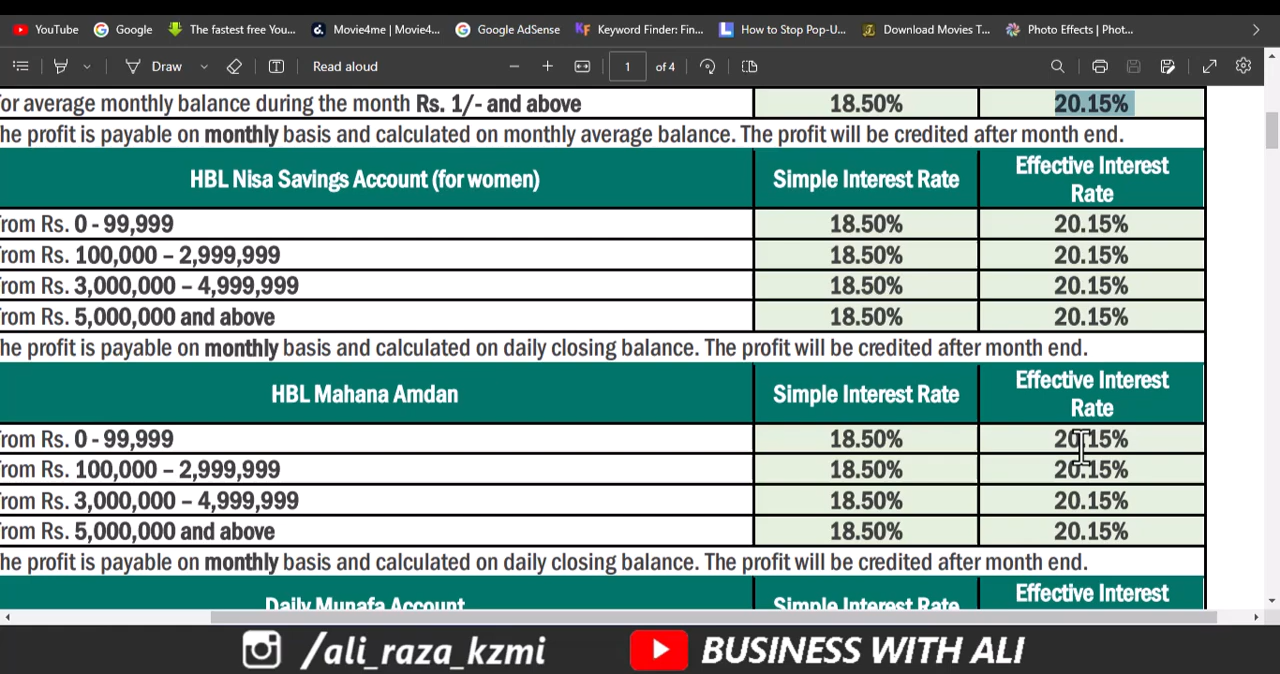 YouTube Google The fastest free You... Movie4me | Movie4... Google AdSense Keyword Finder: Fin... How to Stop Pop-U... Download Movies T... Photo Effects | Phot...
Draw Read aloud 1 of 4
or average monthly balance during the month Rs. 1/- and above 18.50% 20.15%
he profit is payable on monthly basis and calculated on monthly average balance. The profit will be credited after month end.
HBL Nisa Savings Account (for women) Simple Interest Rate Effective Interest Rate
rom Rs. 0 - 99,999 18.50% 20.15%
rom Rs. 100,000 – 2,999,999 18.50% 20.15%
rom Rs. 3,000,000 – 4,999,999 18.50% 20.15%
rom Rs. 5,000,000 and above 18.50% 20.15%
he profit is payable on monthly basis and calculated on daily closing balance. The profit will be credited after month end.
HBL Mahana Amdan Simple Interest Rate Effective Interest Rate
rom Rs. 0 - 99,999 18.50% 20.15%
rom Rs. 100,000 – 2,999,999 18.50% 20.15%
rom Rs. 3,000,000 – 4,999,999 18.50% 20.15%
rom Rs. 5,000,000 and above 18.50% 20.15%
he profit is payable on monthly basis and calculated on daily closing balance. The profit will be credited after month end.
Daily Munafa Account Simple Interest Rate Effective Interest
/ali_raza_kzmi BUSINESS WITH ALI